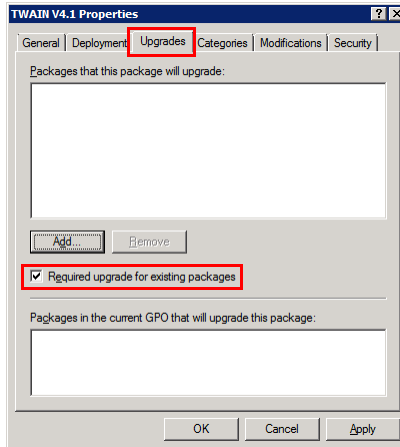 TWAIN V4.1 Properties
General Deployment Upgrades Categories Modifications Security
Packages that this package will upgrade:
Add... Remove
Required upgrade for existing packages
Packages in the current GPO that will upgrade this package:
OK Cancel Apply